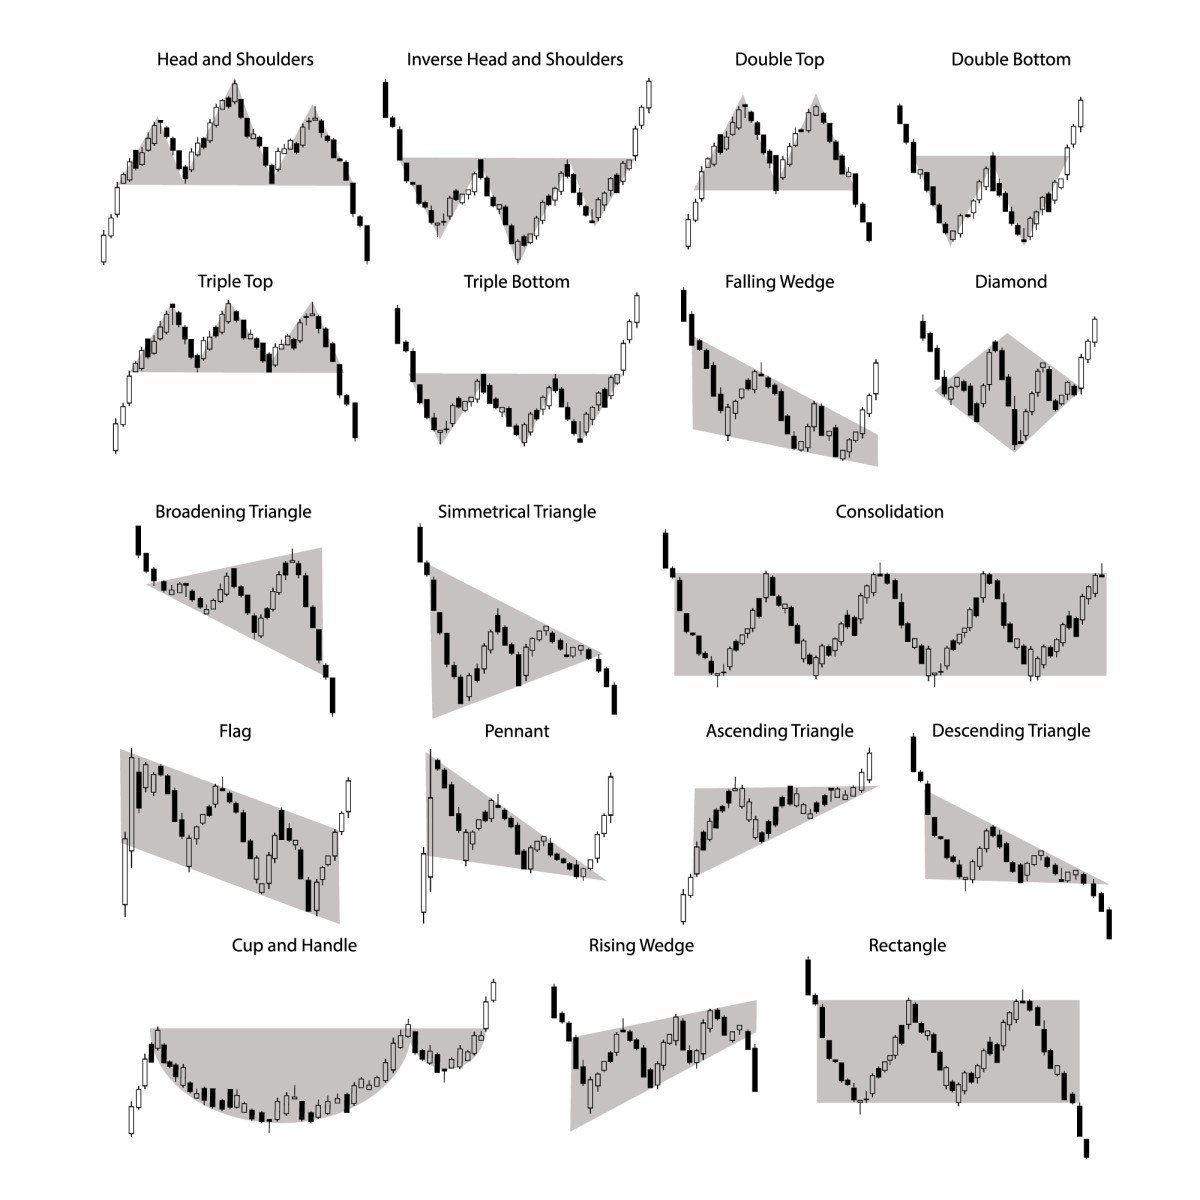 Head and Shoulders
Inverse Head and Shoulders
Double Top
Double Bottom
Triple Top
Triple Bottom
Falling Wedge
Diamond
Broadening Triangle
Simmetrical Triangle
Consolidation
Flag
Pennant
Ascending Triangle
Descending Triangle
Cup and Handle
Rising Wedge
Rectangle